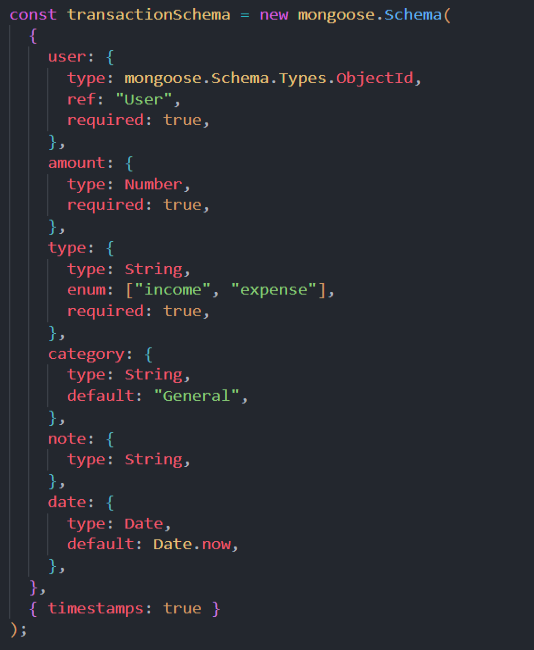 const transactionSchema = new mongoose.Schema(
  {
    user: {
      type: mongoose.Schema.Types.ObjectId,
      ref: "User",
      required: true,
    },
    amount: {
      type: Number,
      required: true,
    },
    type: {
      type: String,
      enum: ["income", "expense"],
      required: true,
    },
    category: {
      type: String,
      default: "General",
    },
    note: {
      type: String,
    },
    date: {
      type: Date,
      default: Date.now,
    },
  },
  { timestamps: true }
);